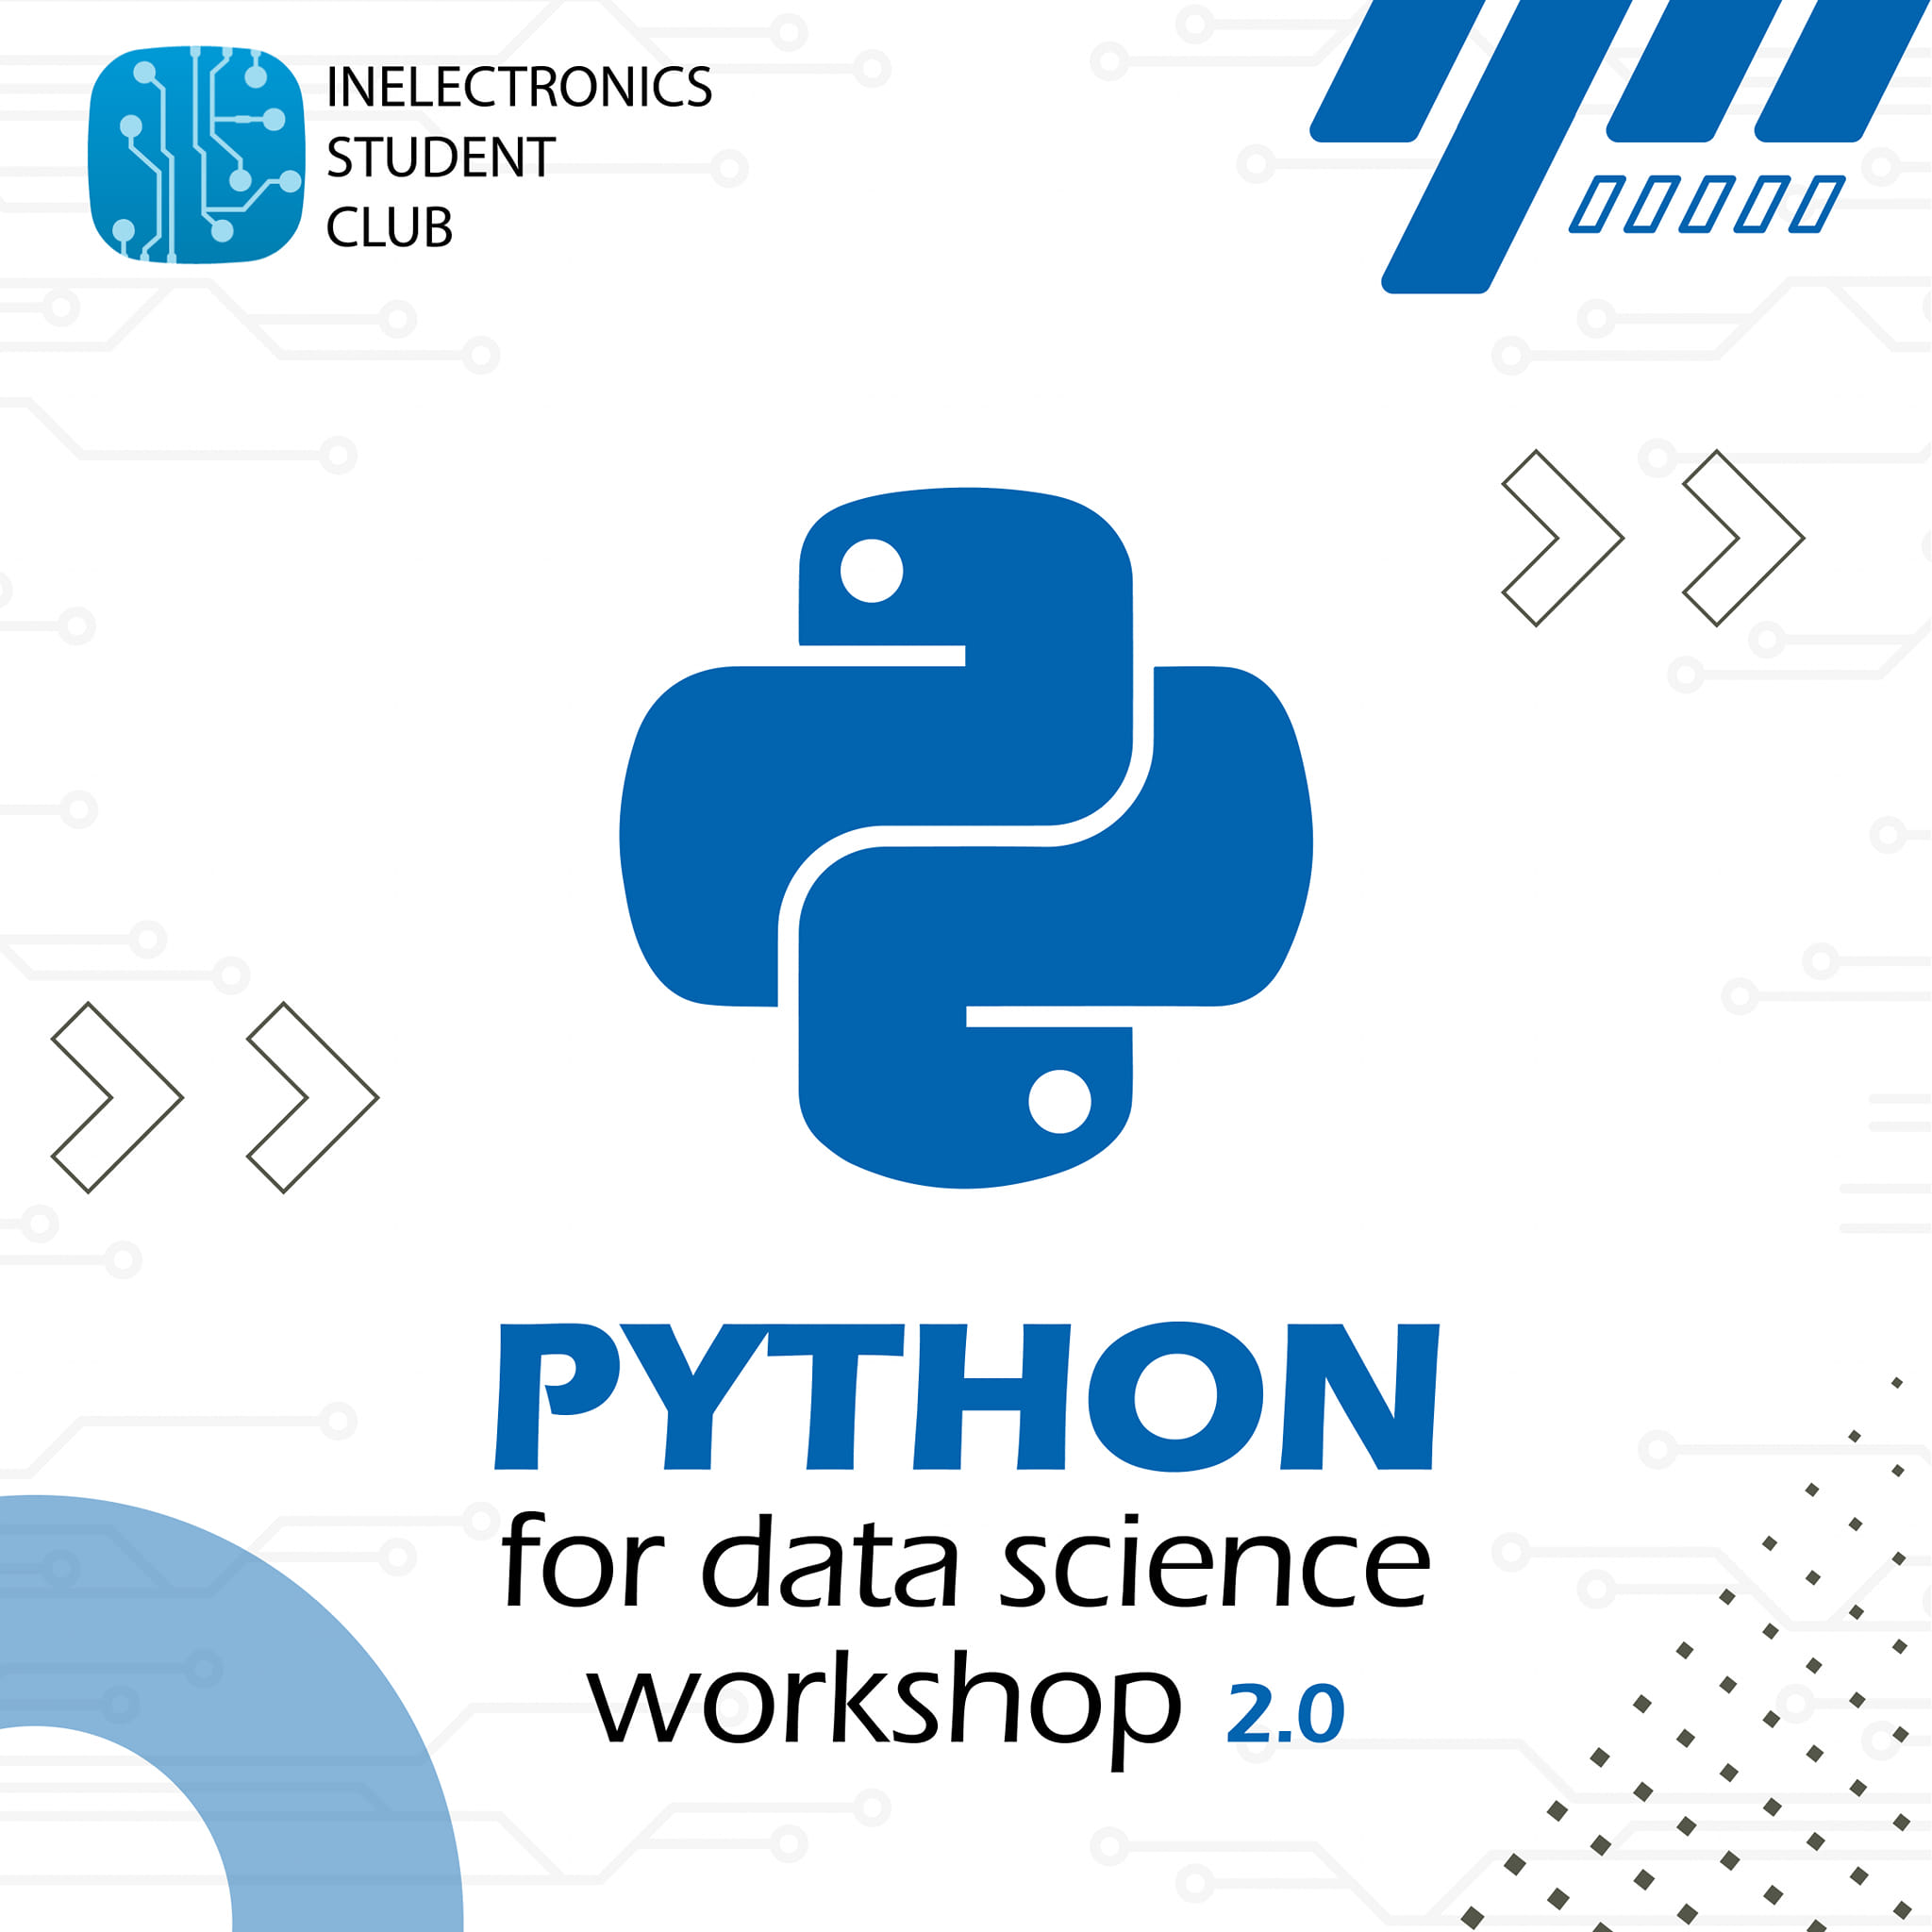 INELECTRONICS
STUDENT
CLUB
PYTHON
for data science
workshop 2.0